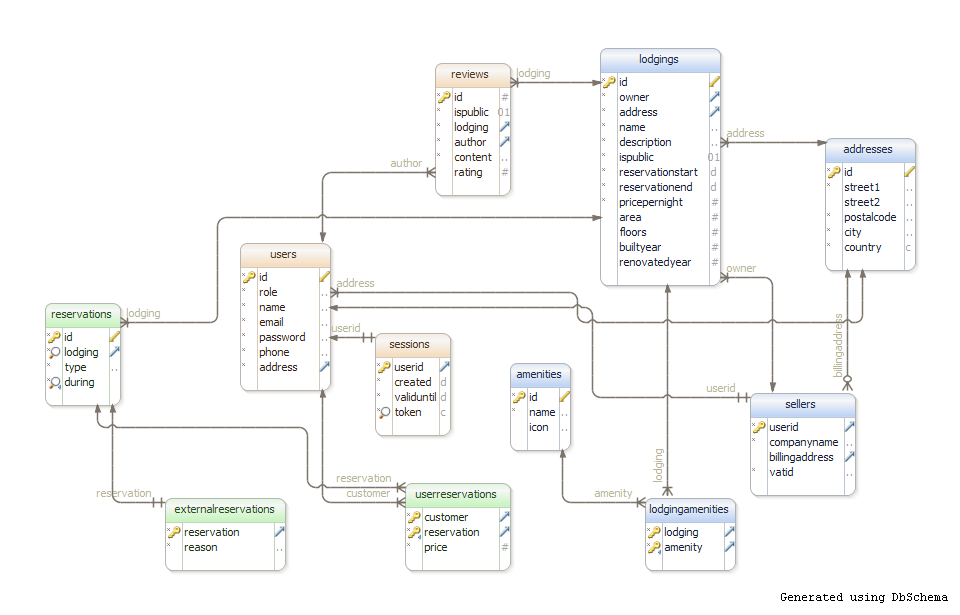 lodgings
id
owner
address
name
description
ispublic
reservationstart
reservationend
pricepernight
area
floors
builtyear
renovatedyear
01
d
d
#
#
#
#
#
reviews
id
ispublic
lodging
author
content
rating
#
01
#
lodging
author
address
addresses
id
street1
street2
postalcode
city
country
c
users
id
role
name
email
password
phone
address
address
owner
lodging
reservations
id
lodging
type
during
userid
sessions
userid
created
validuntil
token
d
d
c
amenities
id
name
icon
billingaddress
userid
sellers
userid
companyname
billingaddress
vatid
reservation
externalreservations
reservation
reason
reservation
customer
userreservations
customer
reservation
price
#
amenity
lodging
lodgingamenities
lodging
amenity
Generated using DbSchema